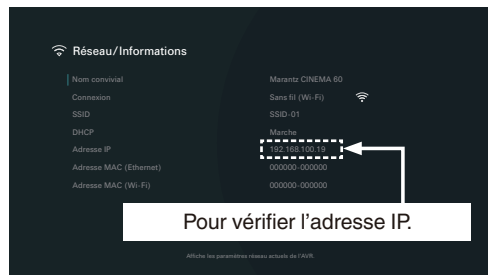 Réseau/Informations
Nom convivial Marantz CINEMA 60
Connexion Sans fil (Wi-Fi)
SSID SSID-01
DHCP Marche
Adresse IP 192.168.100.19
Adresse MAC (Ethernet) 000000-000000
Adresse MAC (Wi-Fi) 000000-000000
Pour vérifier l’adresse IP.
Affiche les paramètres réseau actuels de l'AVR.